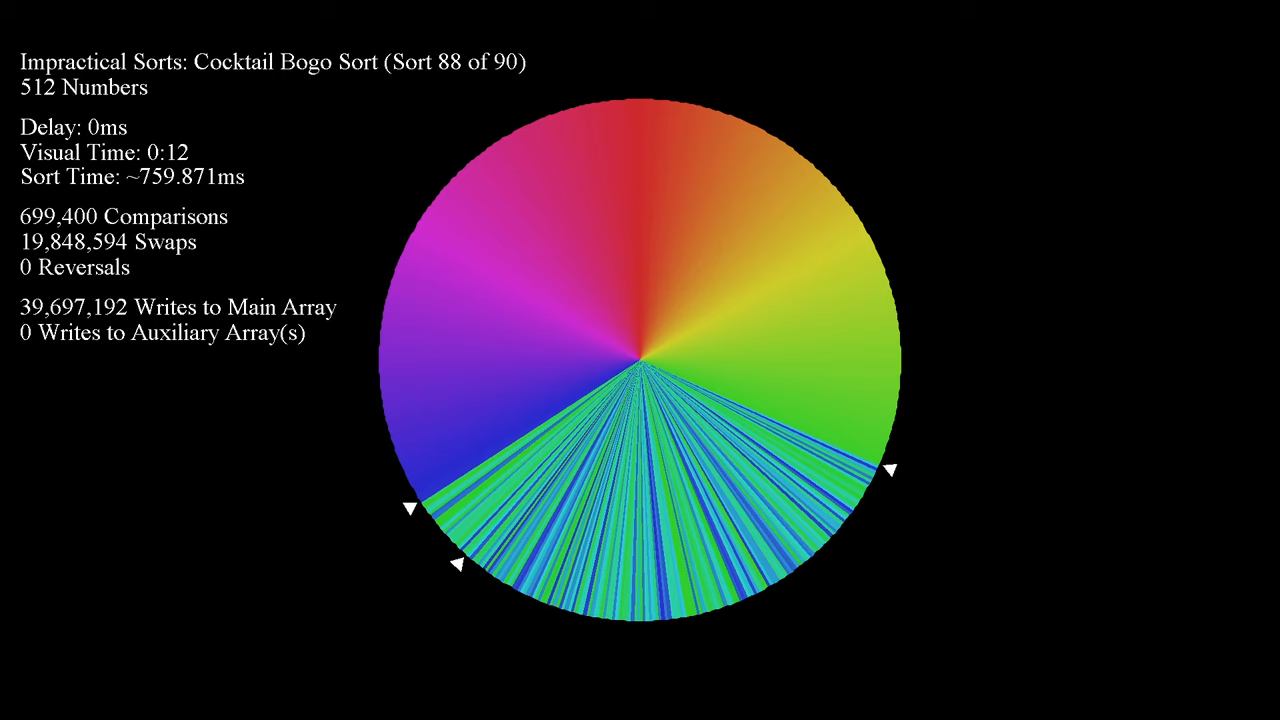 Impractical Sorts: Cocktail Bogo Sort (Sort 88 of 90)
512 Numbers
Delay: 0ms
Visual Time: 0:12
Sort Time: ~759.871ms
699,400 Comparisons
19,848,594 Swaps
0 Reversals
39,697,192 Writes to Main Array
0 Writes to Auxiliary Array(s)